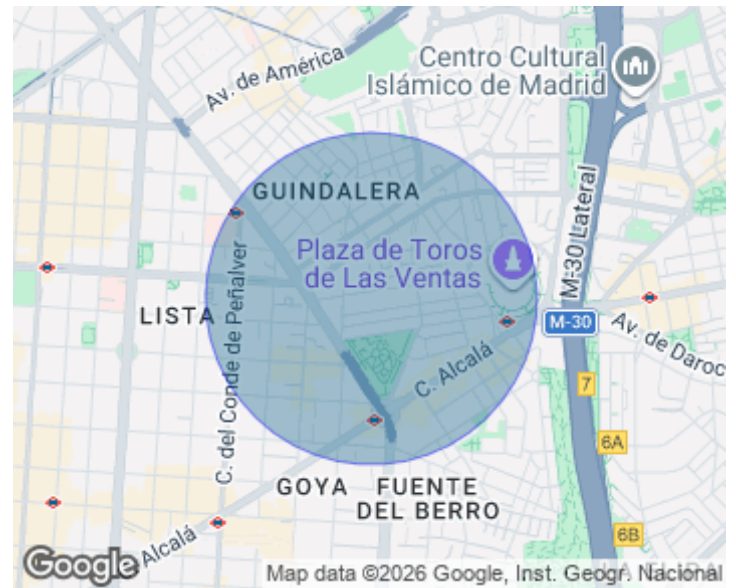 Av. de América
Centro Cultural
Islámico de Madrid
GUINDALERA
M-30 Lateral
Plaza de Toros
de Las Ventas
C. del Conde de Peñalver
LISTA
M-30
Av. de Daroc
C. Alcalá
7
6A
GOYA
FUENTE
DEL BERRO
6B
Alcalá
Google
Map data ©2026 Google, Inst. Geogr. Nacional